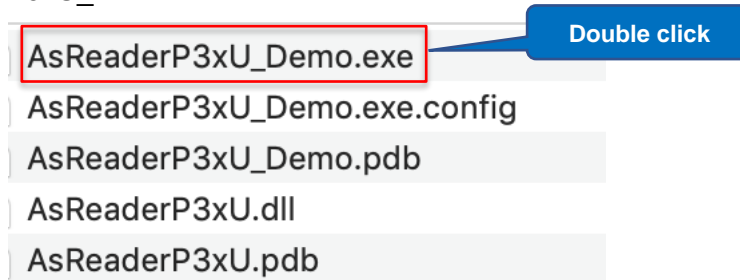 Double click
AsReaderP3xU_Demo.exe
AsReaderP3xU_Demo.exe.config
AsReaderP3xU_Demo.pdb
AsReaderP3xU.dll
AsReaderP3xU.pdb